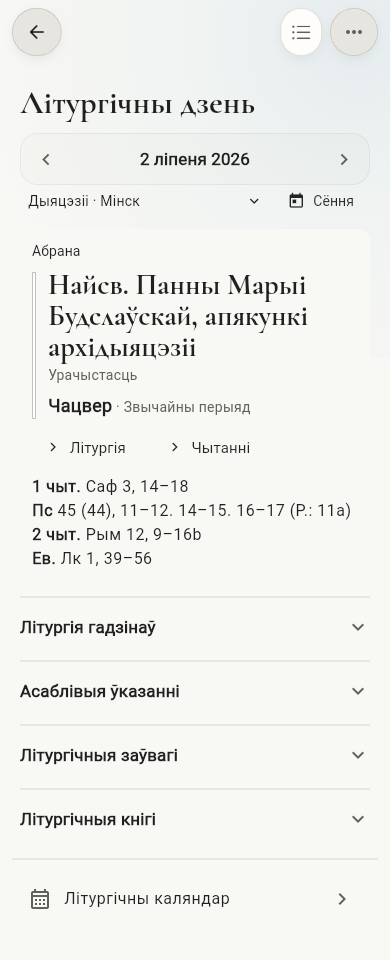 Літургічны дзень
2 ліпеня 2026
Дыяцэзіі · Мінск
Сёння
Абрана
Найсв. Панны Марыі
Будслаўскай, апякункі
архідыяцэзіі
Урачыстасць
Чацвер · Звычайны перыяд
Літургія
Чытанні
1 чыт. Саф 3, 14–18
Пс 45 (44), 11–12. 14–15. 16–17 (Р.: 11а)
2 чыт. Рым 12, 9–16b
Ев. Лк 1, 39–56
Літургія гадзінаў
Асаблівыя ўказанні
Літургічныя заўвагі
Літургічныя кнігі
Літургічны каляндар